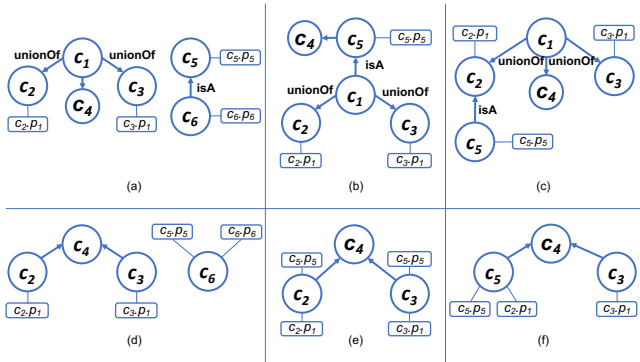 c1
unionOf unionOf
c2 c4 c3
c2.p1 c3.p1
c5 c5.p5
isA
c6 c6.p6
(a)
c4 c5 c5.p5
isA
c1
unionOf unionOf
c2 c3
c2.p1 c3.p1
(b)
c2.p1 c1 c3.p1
unionOf unionOf
c2 c4 c3
isA
c5 c5.p5
(c)
c4
c2 c3
c2.p1 c3.p1
c5.p5 c6.p6
c6
(d)
c4
c5.p5 c5.p5
c2 c3
c2.p1 c3.p1
(e)
c4
c5 c3
c5.p5 c2.p1 c3.p1
(f)